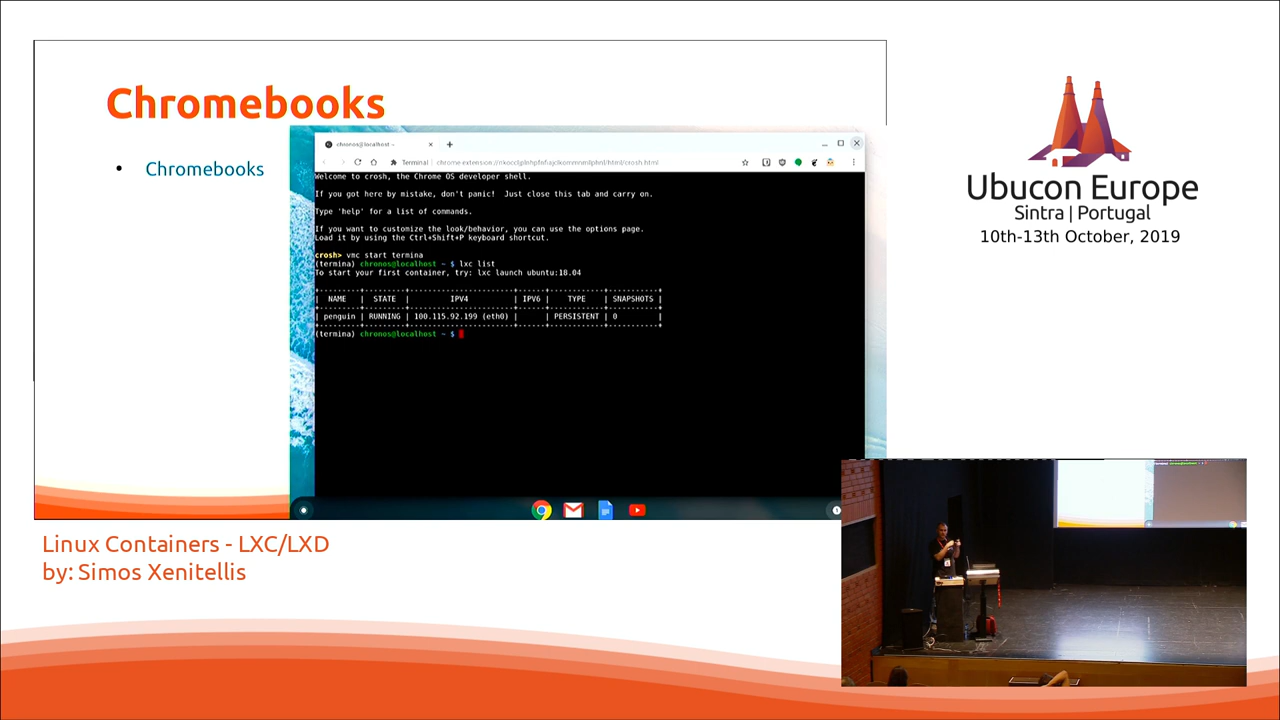 Chromebooks
• Chromebooks
chronos@localhost ~
Terminal
Welcome to crosh, the Chrome OS developer shell.
If you got here by mistake, don't panic! Just close this tab and carry on.
Type 'help' for a list of commands.
If you want to customize the look/behavior, you can use the options page.
Load it by using the Ctrl+Shift+P keyboard shortcut.
crosh> vmc start termina
(termina) chronos@localhost ~ $ lxc list
To start your first container, try: lxc launch ubuntu:18.04
| NAME | STATE | IPV4 | IPV6 | TYPE | SNAPSHOTS |
| penguin | RUNNING | 100.115.92.199 (eth0) | | PERSISTENT | 0 |
(termina) chronos@localhost ~ $
Linux Containers - LXC/LXD
by: Simos Xenitellis
Ubucon Europe
Sintra | Portugal
10th-13th October, 2019